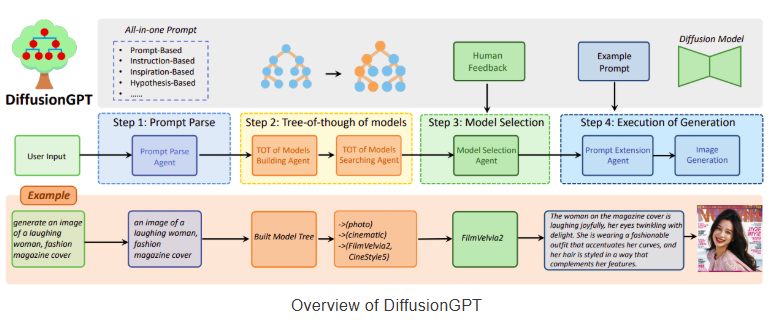 All-in-one Prompt
• Prompt-Based
• Instruction-Based
• Inspiration-Based
• Hypothesis-Based
• ......
Human
Feedback
Example
Prompt
Diffusion Model
DiffusionGPT
Step 1: Prompt Parse
Step 2: Tree-of-though of models
Step 3: Model Selection
Step 4: Execution of Generation
User Input
Prompt Parse
Agent
TOT of Models
Building Agent
TOT of Models
Searching Agent
Model Selection
Agent
Prompt Extension
Agent
Image
Generation
Example
generate an image
of a laughing
woman, fashion
magazine cover
an image of a
laughing woman,
fashion
magazine cover
Built Model Tree
->(photo)
->(cinematic)
->(FilmVelvia2,
CineStyle5)
FilmVelvia2
The woman on the magazine cover is
laughing joyfully, her eyes twinkling with
delight. She is wearing a fashionable
outfit that accentuates her curves, and
her hair is styled in a way that
complements her features.
Overview of DiffusionGPT